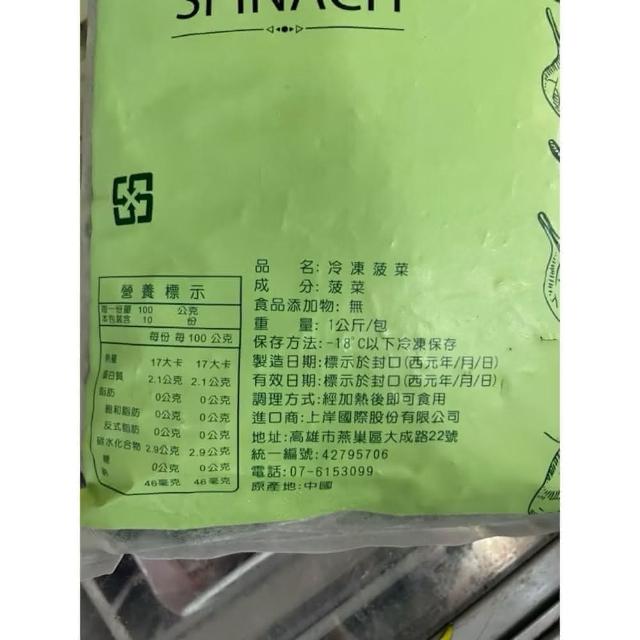 SPINACH
品 名: 冷凍菠菜
成 分: 菠菜
食品添加物: 無
重 量: 1公斤/包
保存方法: -18°C以下冷凍保存
製造日期: 標示於封口(西元年/月/日)
有效日期: 標示於封口(西元年/月/日)
調理方式: 經加熱後即可食用
進口商: 上岸國際股份有限公司
地址: 高雄市燕巢區大成路22號
統一編號: 42795706
電話: 07-6153099
原產地: 中國
營養標示
每一份量 100 公克
本包裝含 10 份
每份 每100公克
熱量 17大卡 17大卡
蛋白質 2.1公克 2.1公克
脂肪 0公克 0公克
飽和脂肪 0公克 0公克
反式脂肪 0公克 0公克
碳水化合物 2.9公克 2.9公克
糖 0公克 0公克
鈉 46毫克 46毫克